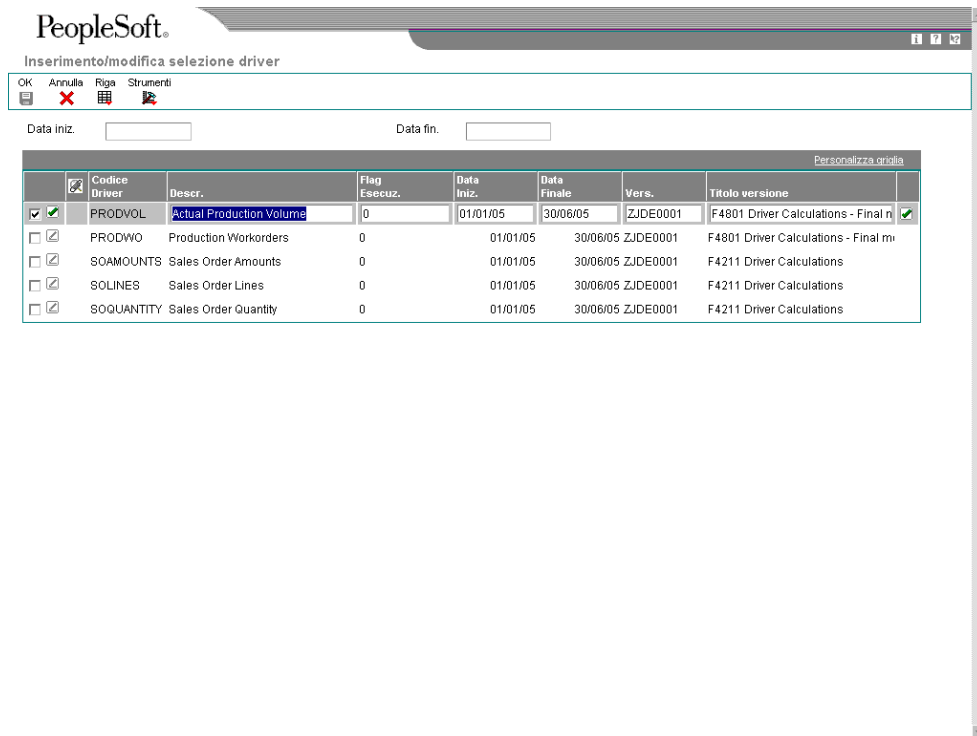 PeopleSoft®
Inserimento/modifica selezione driver
OK Annulla Riga Strumenti
Data iniz. Data fin.
Personalizza griglia
Codice Driver Descr. Flag Esecuz. Data Iniz. Data Finale Vers. Titolo versione
PRODVOL Actual Production Volume 0 01/01/05 30/06/05 ZJDE0001 F4801 Driver Calculations - Final
PRODWO Production Workorders 0 01/01/05 30/06/05 ZJDE0001 F4801 Driver Calculations - Final
SOAMOUNTS Sales Order Amounts 0 01/01/05 30/06/05 ZJDE0001 F4211 Driver Calculations
SOLINES Sales Order Lines 0 01/01/05 30/06/05 ZJDE0001 F4211 Driver Calculations
SOQUANTITY Sales Order Quantity 0 01/01/05 30/06/05 ZJDE0001 F4211 Driver Calculations